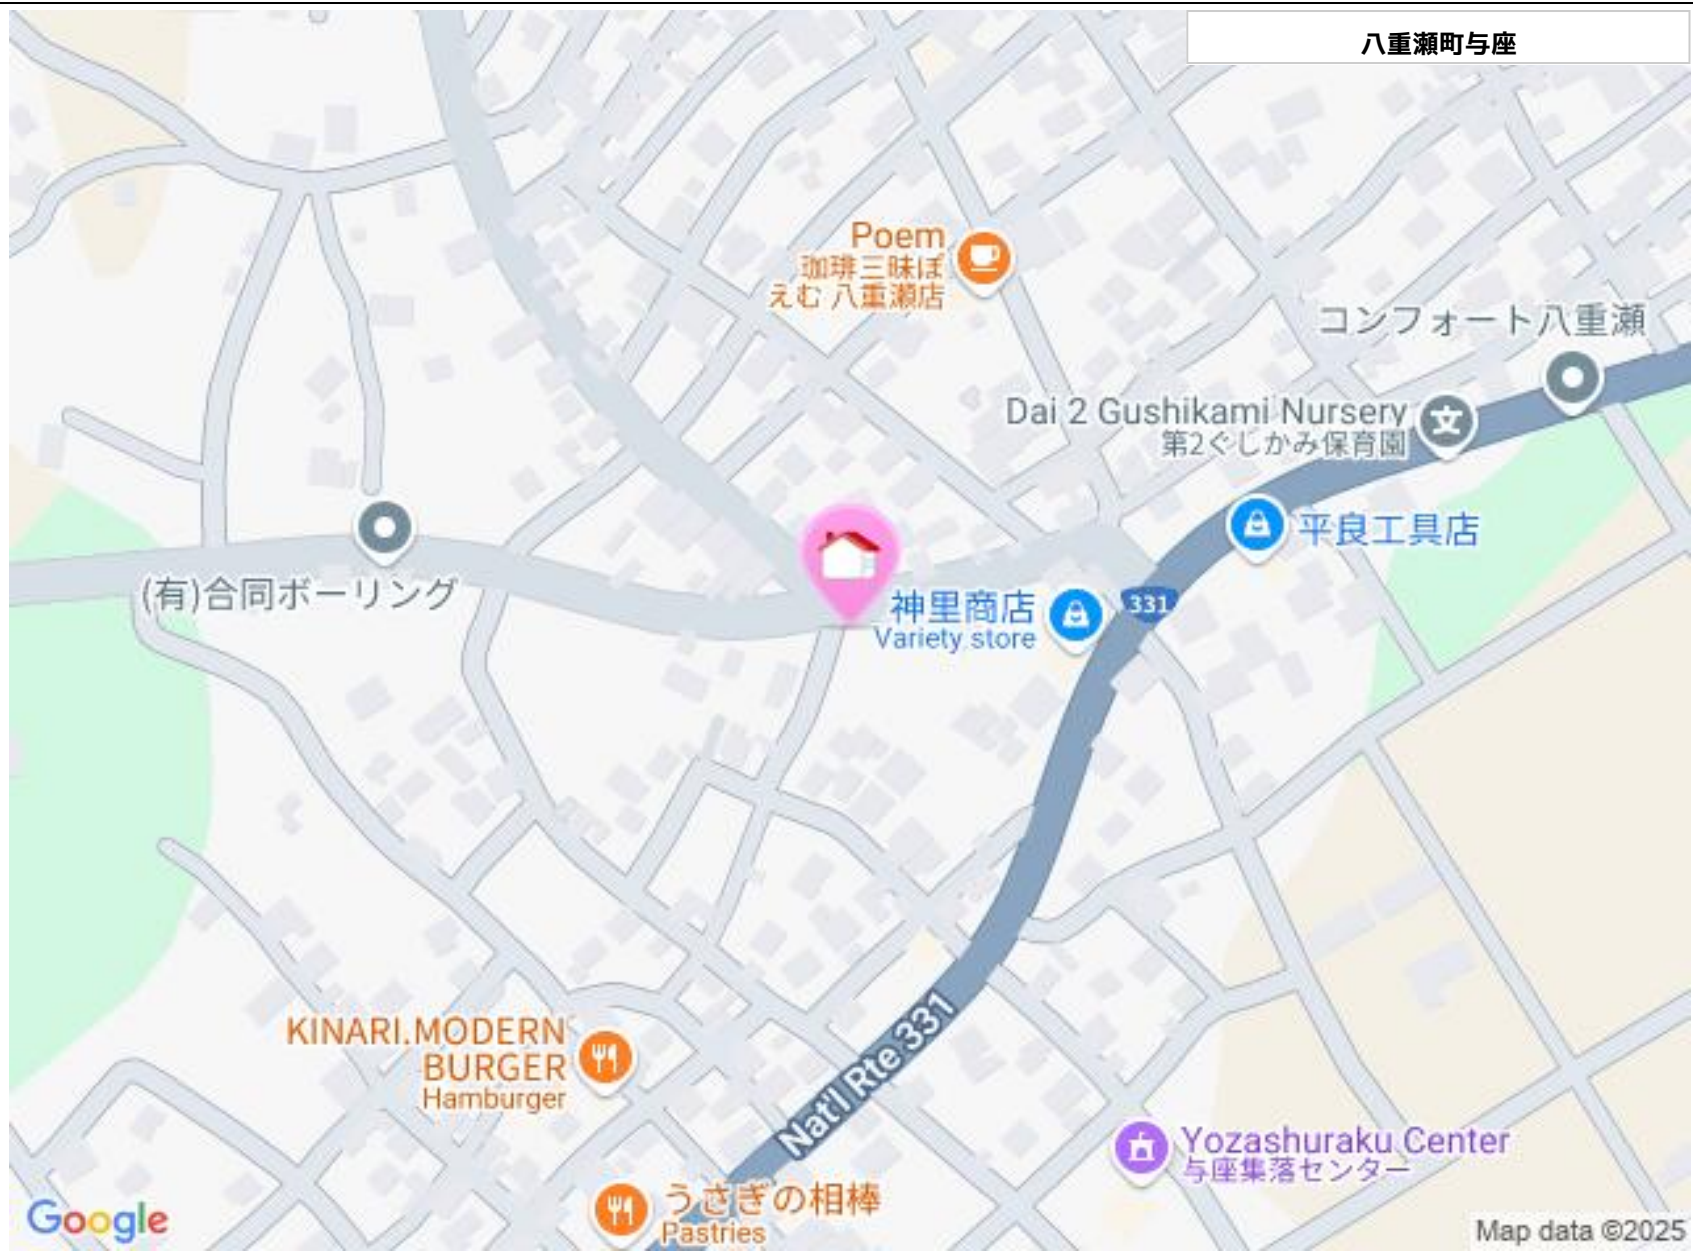 八重瀬町与座
Poem
珈琲三昧ぽ
えむ 八重瀬店
コンフォート八重瀬
Dai 2 Gushikami Nursery
第2ぐしかみ保育園
平良工具店
(有)合同ボーリング
神里商店
Variety store
331
KINARI.MODERN
BURGER
Hamburger
Nat'l Rte 331
Yozashuraku Center
与座集落センター
うさぎの相棒
Pastries
Google
Map data ©2025